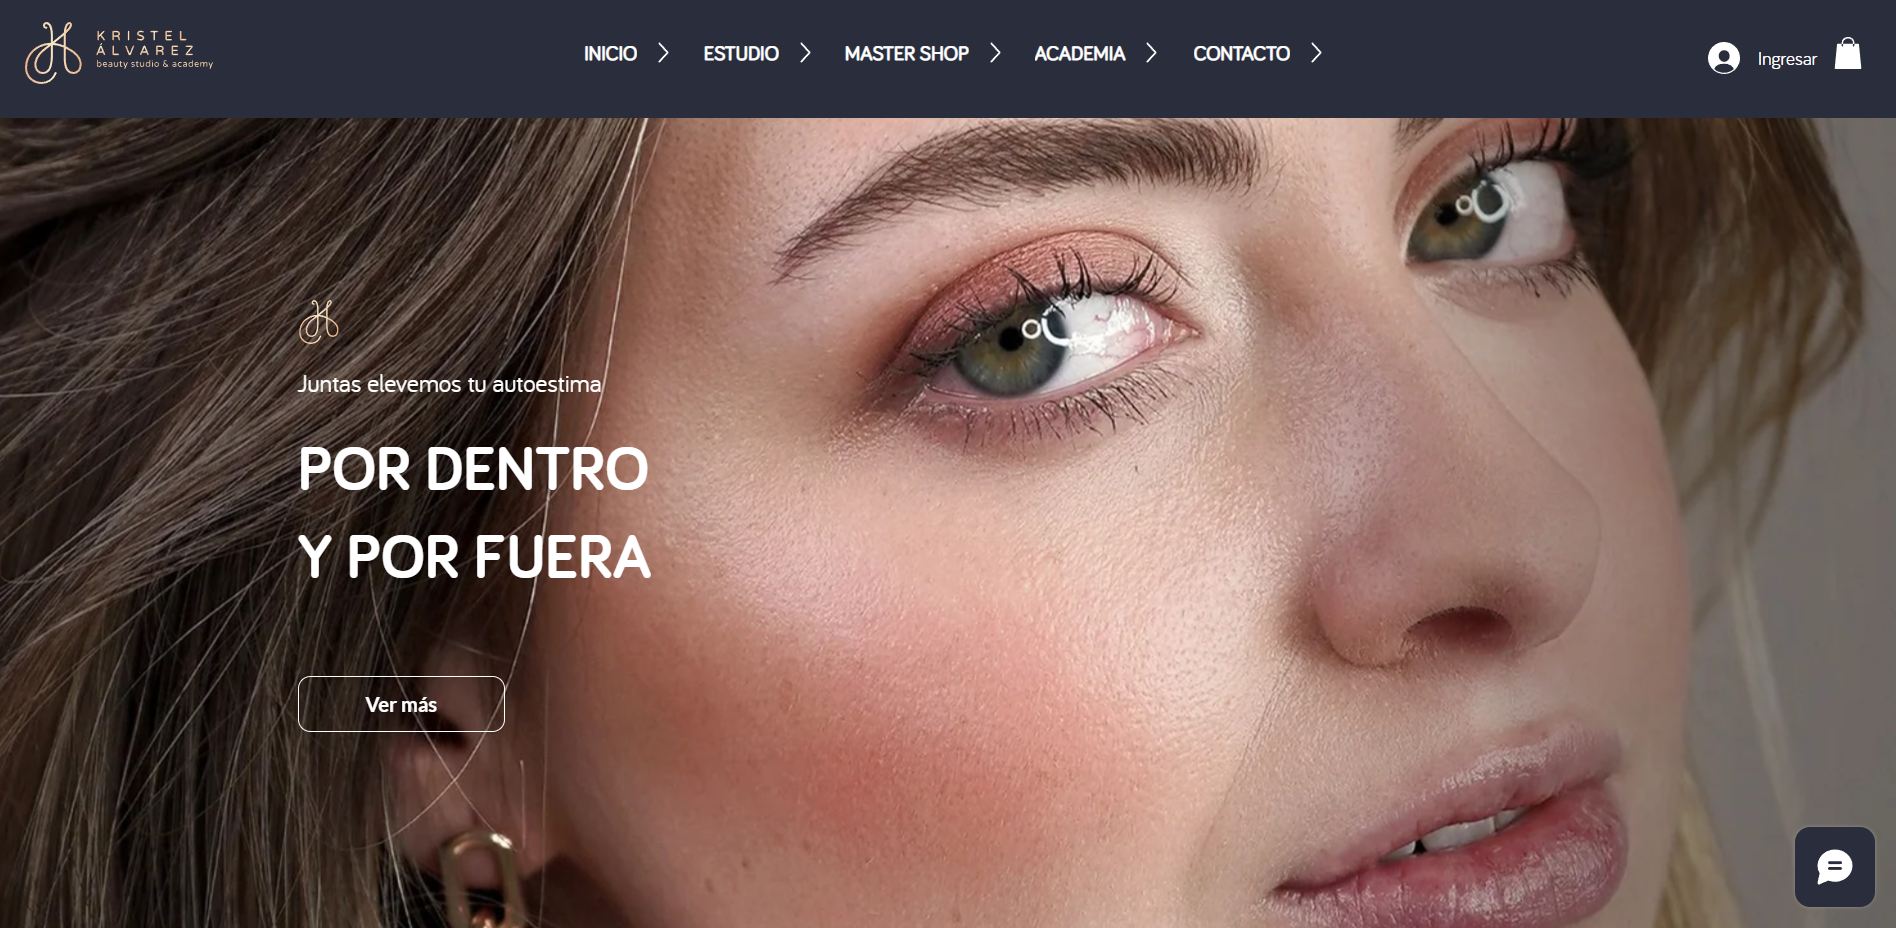 KRISTEL
ÁLVAREZ
beauty studio & academy
INICIO
ESTUDIO
MASTER SHOP
ACADEMIA
CONTACTO
Ingresar
Juntas elevemos tu autoestima
POR DENTRO
Y POR FUERA
Ver más